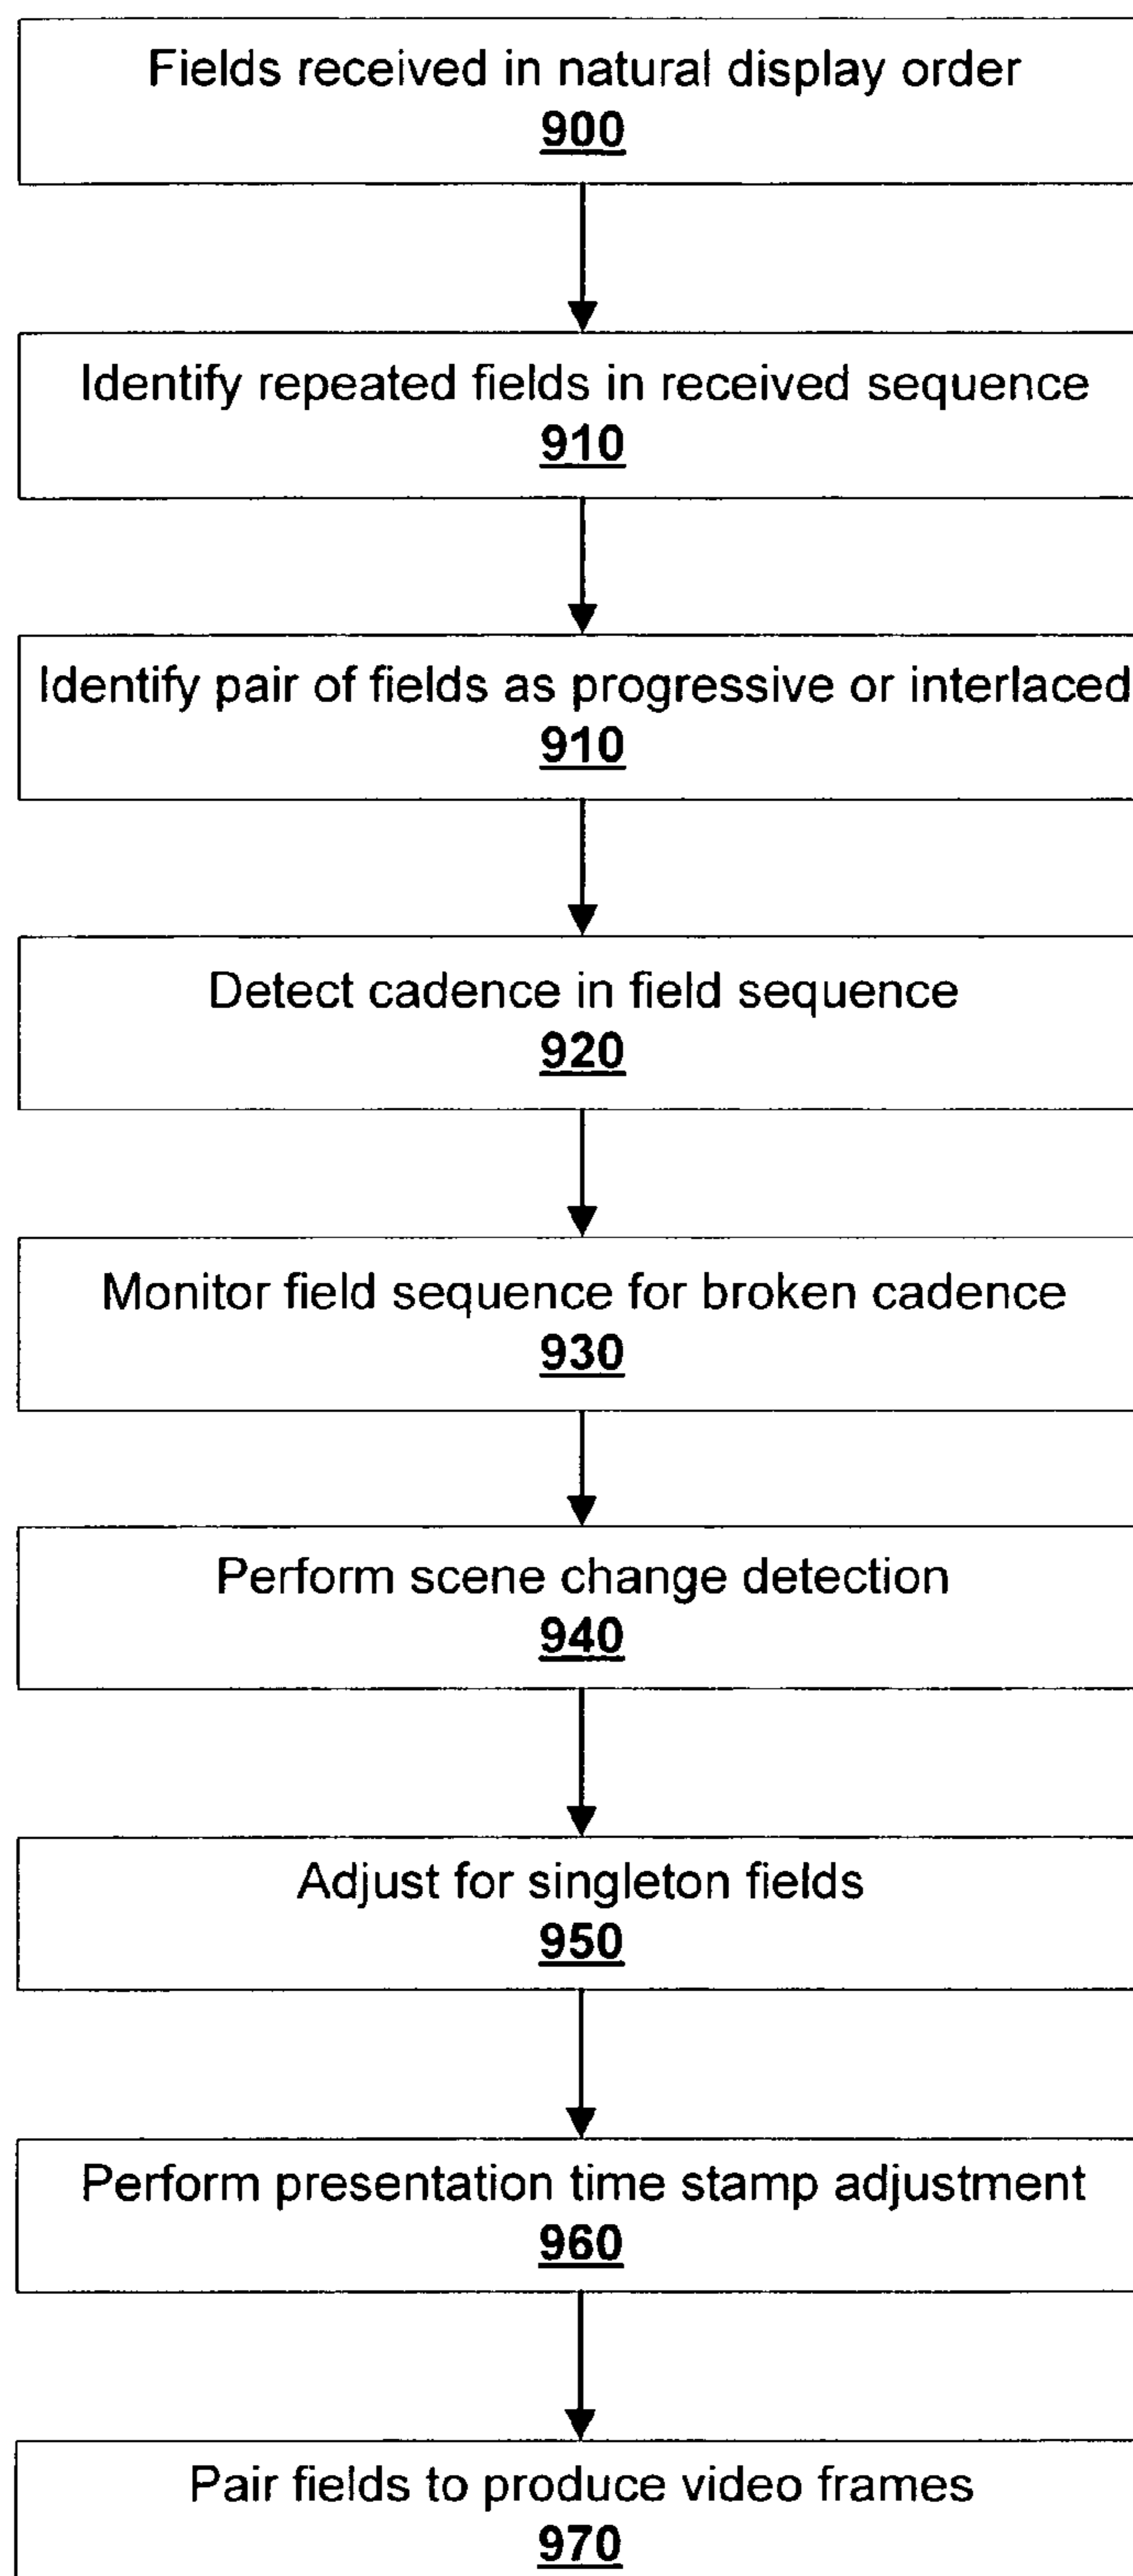 Fields received in natural display order
900
Identify repeated fields in received sequence
910
Identify pair of fields as progressive or interlaced
910
Detect cadence in field sequence
920
Monitor field sequence for broken cadence
930
Perform scene change detection
940
Adjust for singleton fields
950
Perform presentation time stamp adjustment
960
Pair fields to produce video frames
970